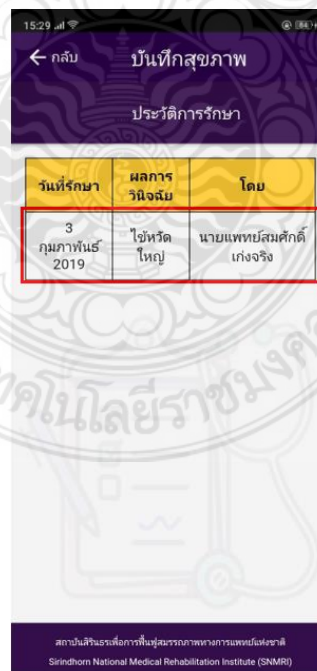 15:29
64
กลับ
บันทึกสุขภาพ
ประวัติการรักษา
วันที่รักษา
ผลการ
วินิจฉัย
โดย
3
กุมภาพันธ์
2019
ไข้หวัด
ใหญ่
นายแพทย์สมศักดิ์
เก่งจริง
สถาบันสิรินธรเพื่อการฟื้นฟูสมรรถภาพทางการแพทย์แห่งชาติ
Sirindhorn National Medical Rehabilitation Institute (SNMRI)